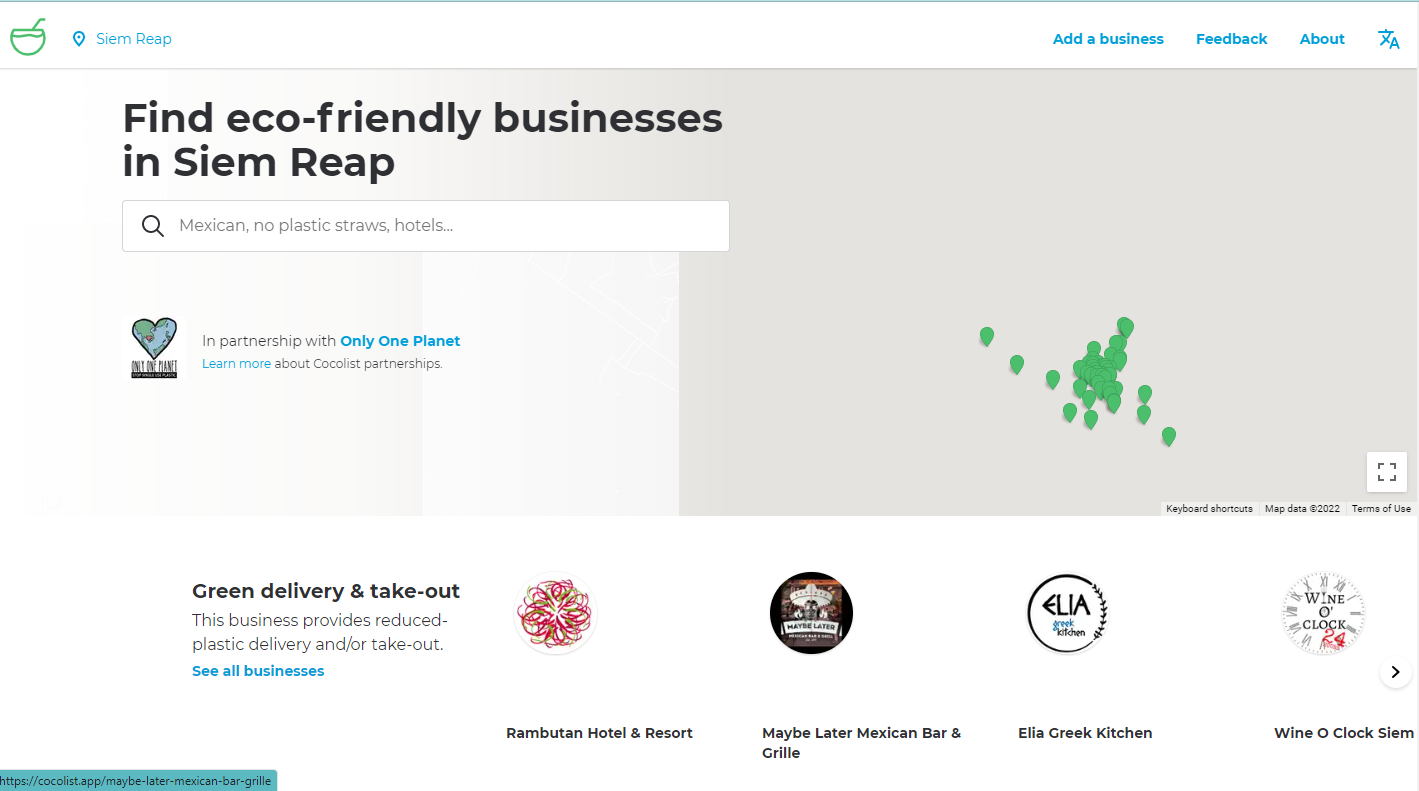 Siem Reap
Add a business
Feedback
About
Find eco-friendly businesses
in Siem Reap
Mexican, no plastic straws, hotels...
ONLY ONE PLANET
STOP SINGLE USE PLASTIC
In partnership with Only One Planet
Learn more about Cocolist partnerships.
Keyboard shortcuts
Map data ©2022
Terms of Use
Green delivery & take-out
This business provides reduced-
plastic delivery and/or take-out.
See all businesses
MAYBE LATER
MEXICAN BAR & GRILL
ELIA
greek
kitchen
WINE
O'
CLOCK
24
Rambutan Hotel & Resort
Maybe Later Mexican Bar &
Grille
Elia Greek Kitchen
Wine O Clock Siem
https://cocolist.app/maybe-later-mexican-bar-grille